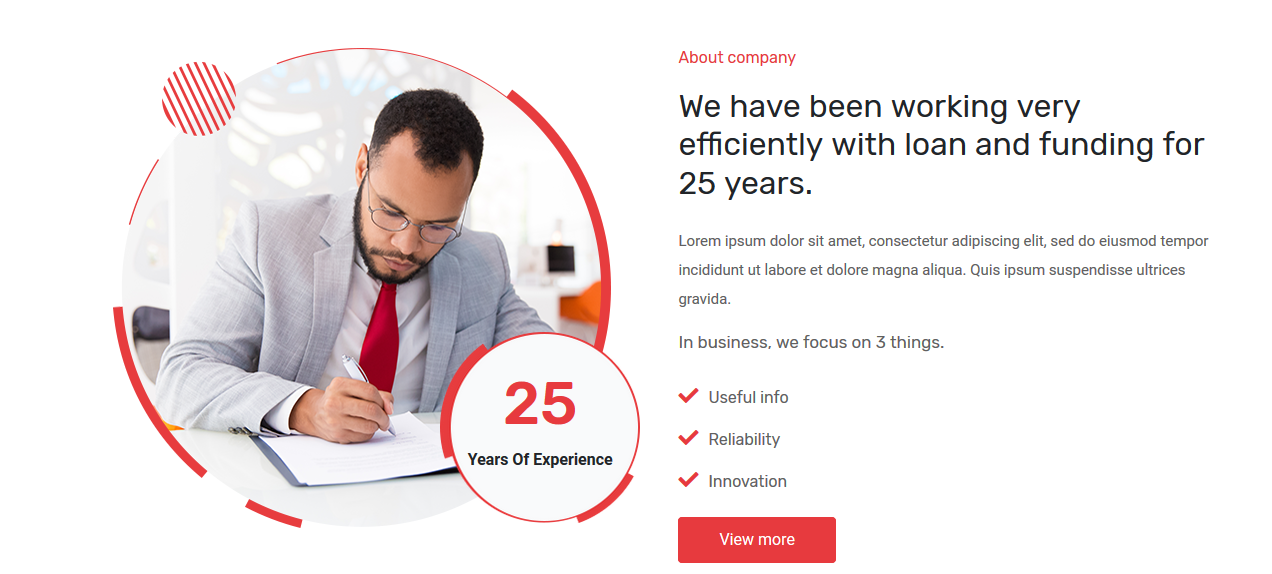 About company
We have been working very
efficiently with loan and funding for
25 years.
Lorem ipsum dolor sit amet, consectetur adipiscing elit, sed do eiusmod tempor
incididunt ut labore et dolore magna aliqua. Quis ipsum suspendisse ultrices
gravida.
In business, we focus on 3 things.
Useful info
Reliability
Innovation
View more
25
Years Of Experience